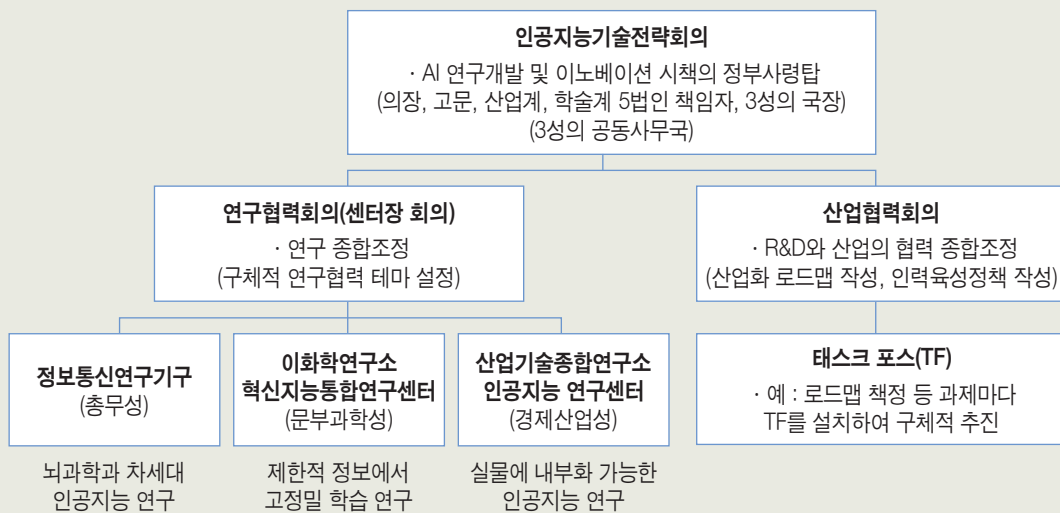 인공지능기술전략회의
· AI 연구개발 및 이노베이션 시책의 정부사령탑
(의장, 고문, 산업계, 학술계 5법인 책임자, 3성의 국장)
(3성의 공동사무국)
연구협력회의(센터장 회의)
· 연구 종합조정
(구체적 연구협력 테마 설정)
산업협력회의
· R&D와 산업의 협력 종합조정
(산업화 로드맵 작성, 인력육성정책 작성)
정보통신연구기구
(총무성)
이화학연구소
혁신지능통합연구센터
(문부과학성)
산업기술종합연구소
인공지능 연구센터
(경제산업성)
태스크 포스(TF)
· 예 : 로드맵 책정 등 과제마다
TF를 설치하여 구체적 추진
뇌과학과 차세대
인공지능 연구
제한적 정보에서
고정밀 학습 연구
실물에 내부화 가능한
인공지능 연구